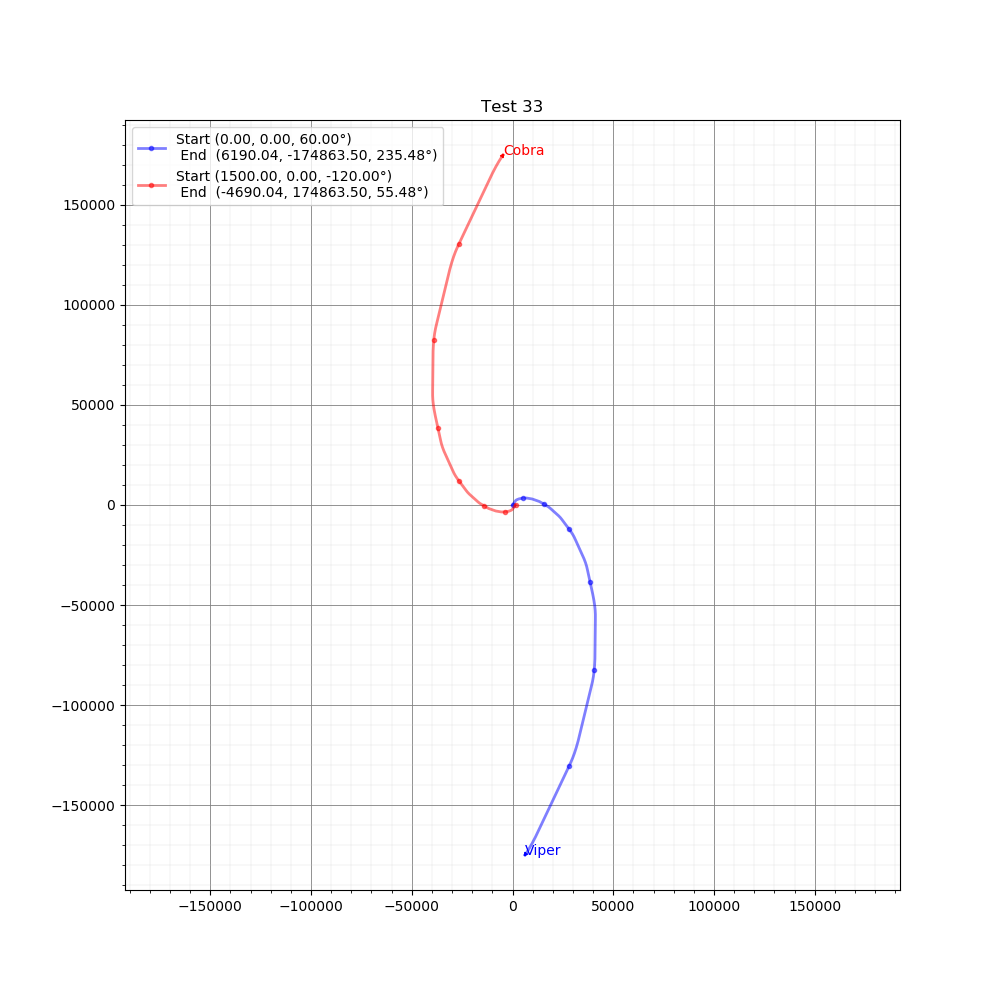 Test 33
Start (0.00, 0.00, 60.00°)
End  (6190.04, -174863.50, 235.48°)
Start (1500.00, 0.00, -120.00°)
End  (-4690.04, 174863.50, 55.48°)
Cobra
150000
100000
50000
0
−50000
−100000
−150000
Viper
−150000
−100000
−50000
0
50000
100000
150000